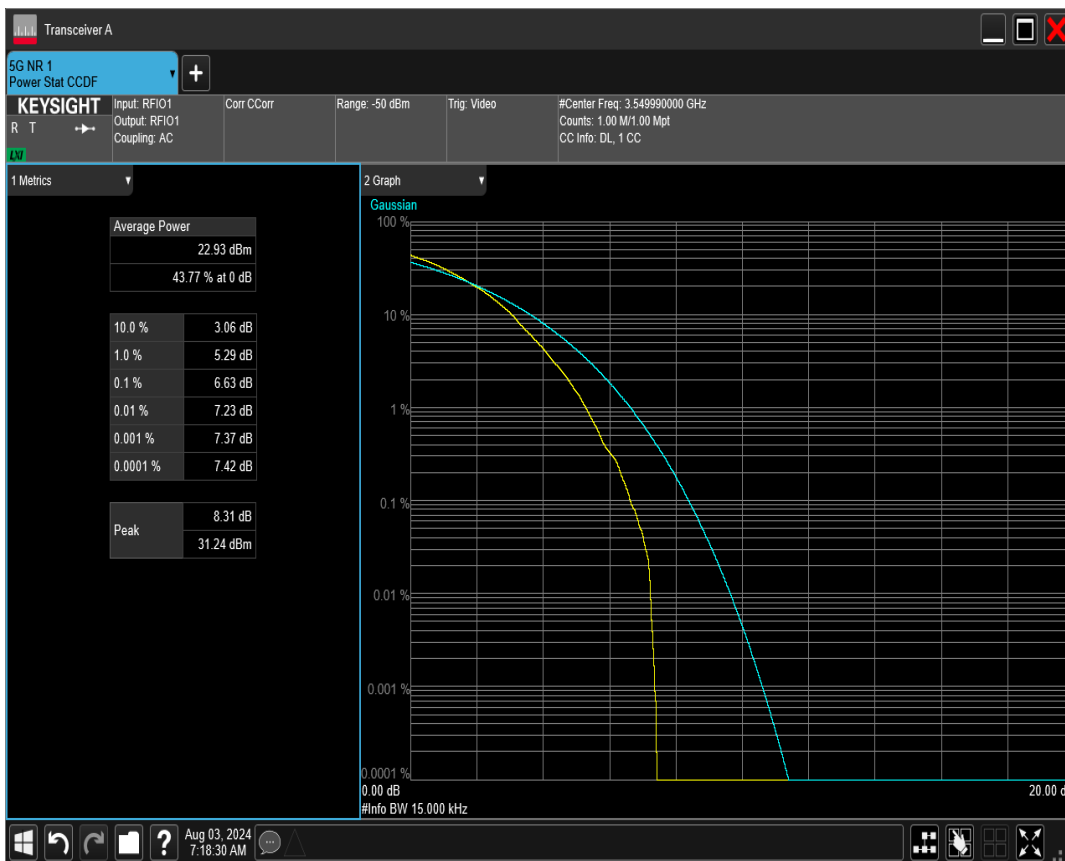 Transceiver A
5G NR 1
Power Stat CCDF
KEYSIGHT
R T
LXI
Input: RFIO1
Output: RFIO1
Coupling: AC
Corr CCorr
Range: -50 dBm
Trig: Video
#Center Freq: 3.549990000 GHz
Counts: 1.00 M/1.00 Mpt
CC Info: DL, 1 CC
1 Metrics
Average Power
22.93 dBm
43.77 % at 0 dB
10.0 % 3.06 dB
1.0 % 5.29 dB
0.1 % 6.63 dB
0.01 % 7.23 dB
0.001 % 7.37 dB
0.0001 % 7.42 dB
Peak 8.31 dB
31.24 dBm
2 Graph
Gaussian
100 %
10 %
1 %
0.1 %
0.01 %
0.001 %
0.0001 %
0.00 dB 20.00 d
#Info BW 15.000 kHz
Aug 03, 2024
7:18:30 AM